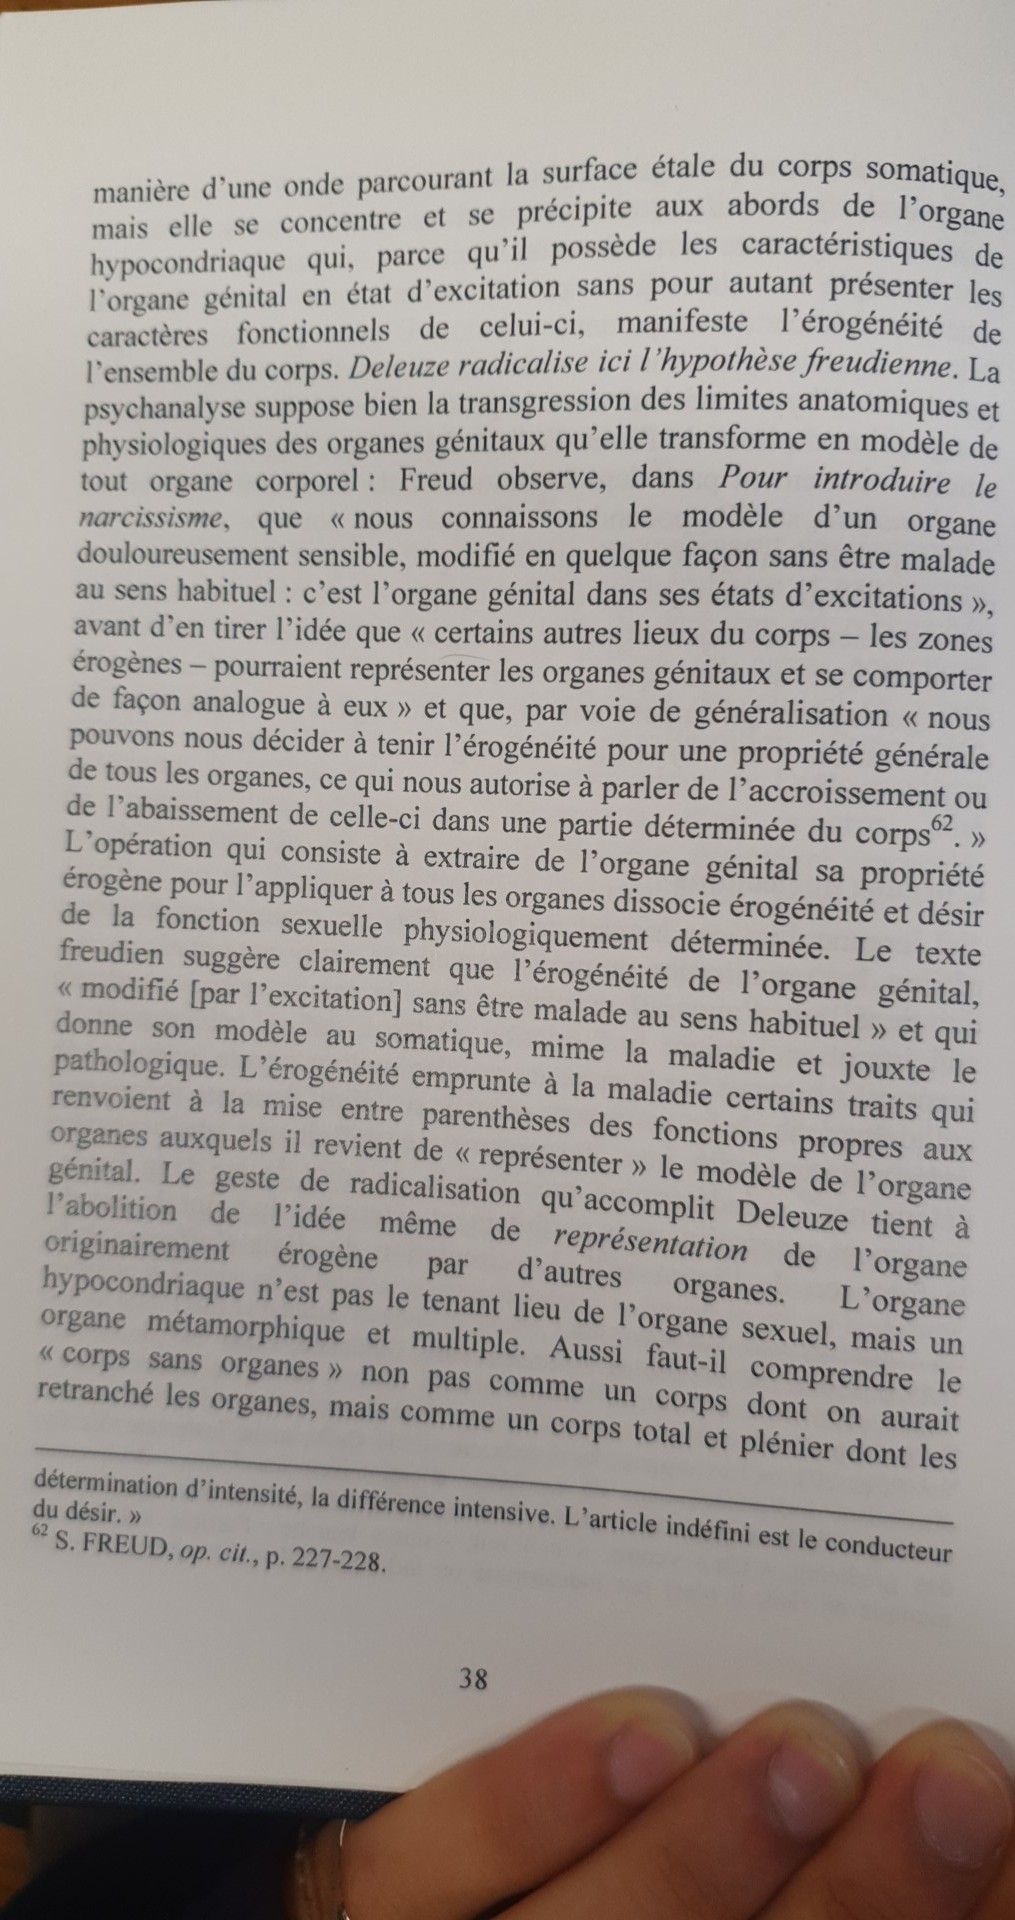 manière d'une onde parcourant la surface étale du corps somatique,
mais elle se concentre et se précipite aux abords de l'organe
hypocondriaque qui, parce qu'il possède les caractéristiques de
l'organe génital en état d'excitation sans pour autant présenter les
caractères fonctionnels de celui-ci, manifeste l'érogénéité de
l'ensemble du corps. Deleuze radicalise ici l'hypothèse freudienne. La
psychanalyse suppose bien la transgression des limites anatomiques et
physiologiques des organes génitaux qu'elle transforme en modèle de
tout organe corporel : Freud observe, dans Pour introduire le
narcissisme, que « nous connaissons le modèle d'un organe
douloureusement sensible, modifié en quelque façon sans être malade
au sens habituel : c'est l'organe génital dans ses états d'excitations »,
avant d'en tirer l'idée que « certains autres lieux du corps – les zones
érogènes – pourraient représenter les organes génitaux et se comporter
de façon analogue à eux » et que, par voie de généralisation « nous
pouvons nous décider à tenir l'érogénéité pour une propriété générale
de tous les organes, ce qui nous autorise à parler de l'accroissement ou
de l'abaissement de celle-ci dans une partie déterminée du corps⁶². »
L'opération qui consiste à extraire de l'organe génital sa propriété
érogène pour l'appliquer à tous les organes dissocie érogénéité et désir
de la fonction sexuelle physiologiquement déterminée. Le texte
freudien suggère clairement que l'érogénéité de l'organe génital,
« modifié [par l'excitation] sans être malade au sens habituel » et qui
donne son modèle au somatique, mime la maladie et jouxte le
pathologique. L'érogénéité emprunte à la maladie certains traits qui
renvoient à la mise entre parenthèses des fonctions propres aux
organes auxquels il revient de « représenter » le modèle de l'organe
génital. Le geste de radicalisation qu'accomplit Deleuze tient à
l'abolition de l'idée même de représentation de l'organe
originairement érogène par d'autres organes. L'organe
hypocondriaque n'est pas le tenant lieu de l'organe sexuel, mais un
organe métamorphique et multiple. Aussi faut-il comprendre le
« corps sans organes » non pas comme un corps dont on aurait
retranché les organes, mais comme un corps total et plénier dont les
détermination d'intensité, la différence intensive. L'article indéfini est le conducteur
du désir. »
⁶² S. FREUD, op. cit., p. 227-228.
38